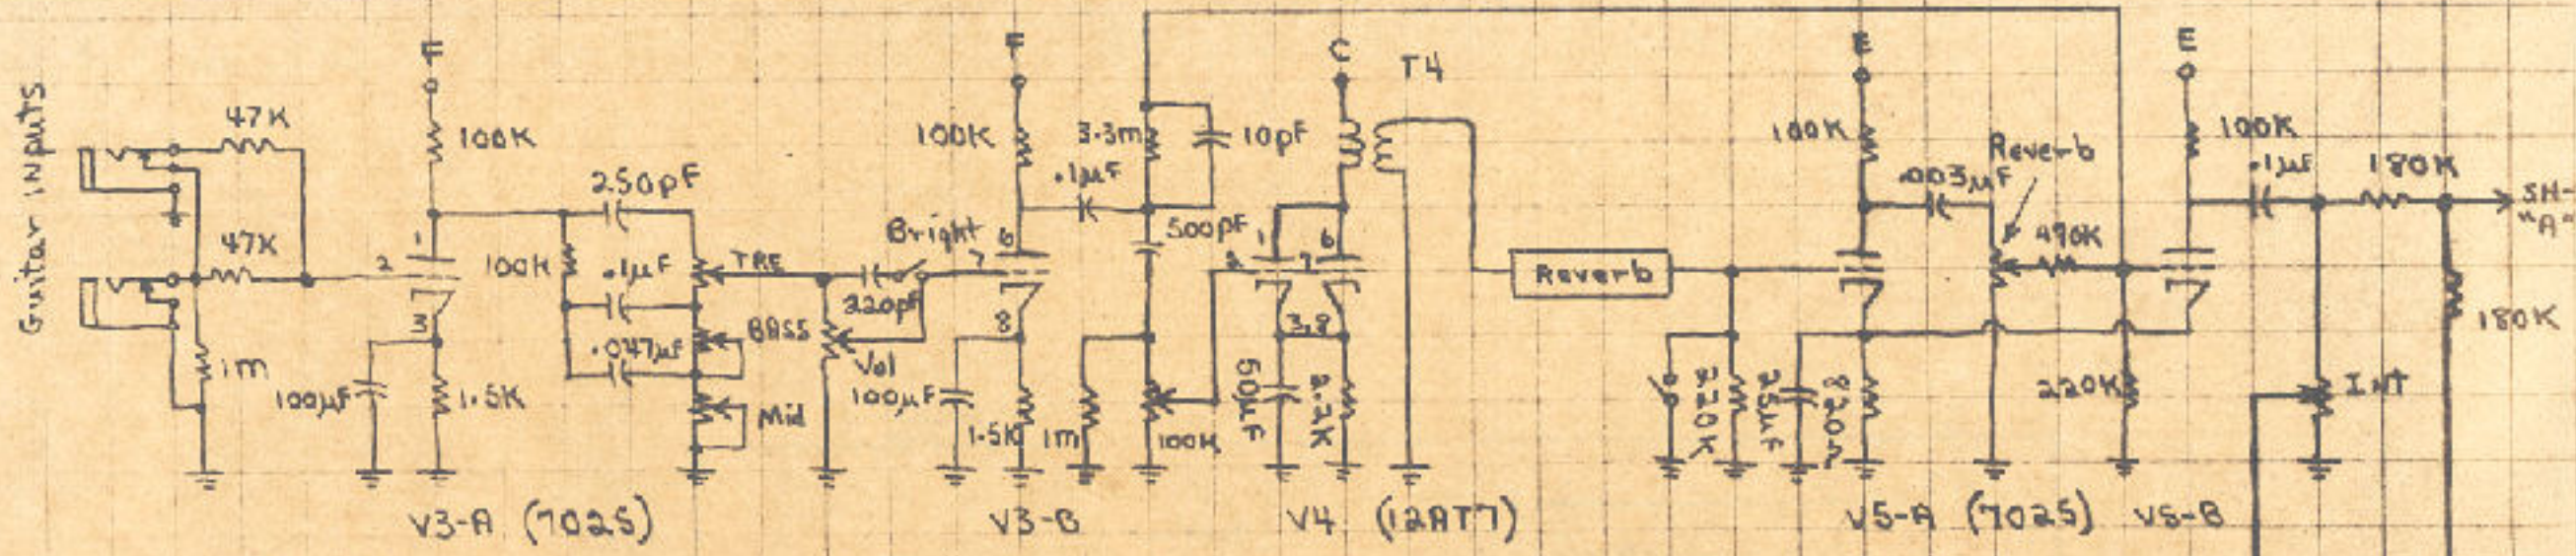 Guitar inputs
47K
47K
1m
F
100K
1
2
3
100µF
1.5K
V3-A (7025)
250pF
100K
.1µF
.047µF
TRE
BASS
Mid
Bright
220pF
Vol
F
100K
6
7
8
100µF
1.5K
V3-B
.1µF
3.3m
10pF
500pF
1m
100K
C
T4
1
6
2
7
3,8
50µF
2.2K
V4 (12AT7)
Reverb
220K
E
100K
.003µF
Reverb
25µF
820Ω
V5-A (7025)
470K
220K
E
100K
.1µF
V5-B
180K
SH-
"A"
180K
INT